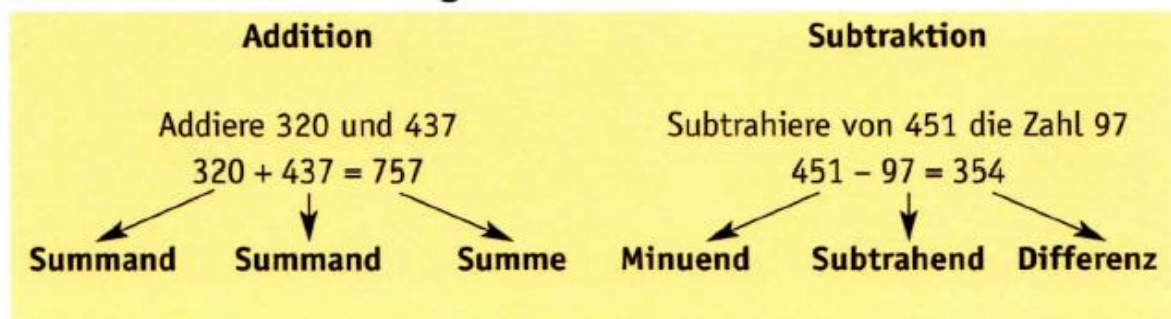 Addition
Addiere 320 und 437
320 + 437 = 757
Summand Summand Summe
Subtraktion
Subtrahiere von 451 die Zahl 97
451 – 97 = 354
Minuend Subtrahend Differenz